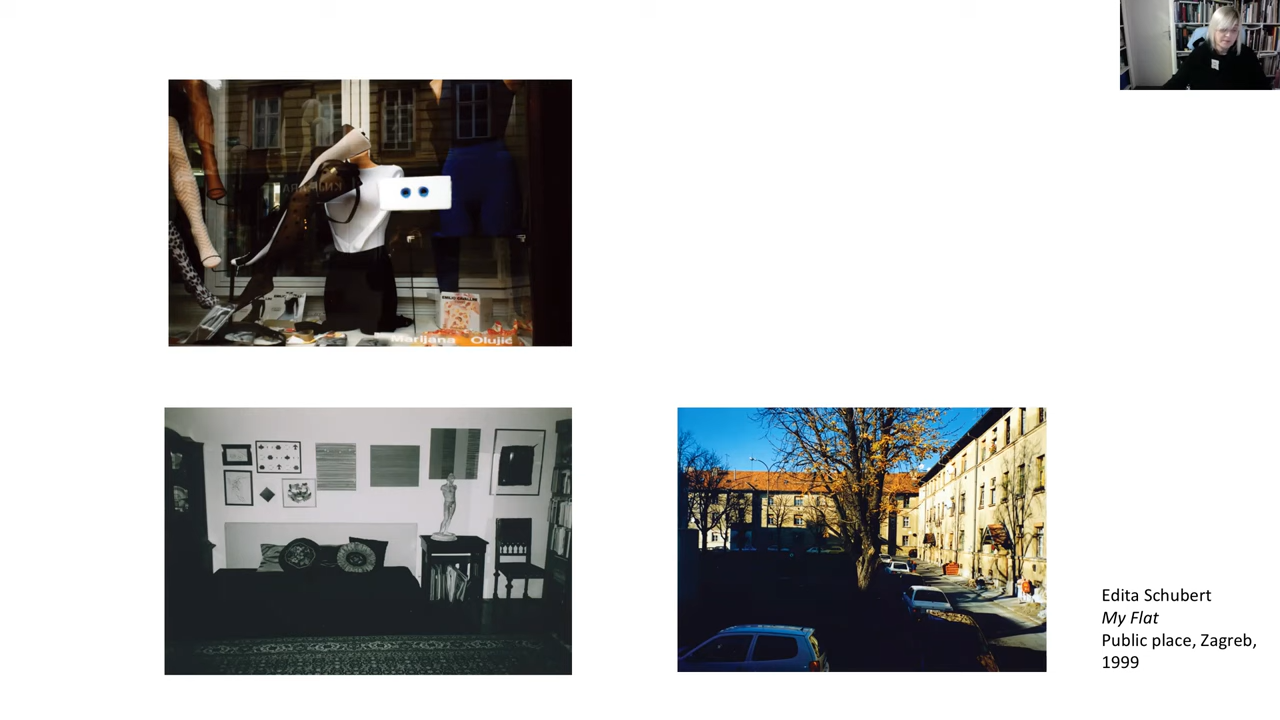 Marijana Olujić
Edita Schubert
My Flat
Public place, Zagreb,
1999